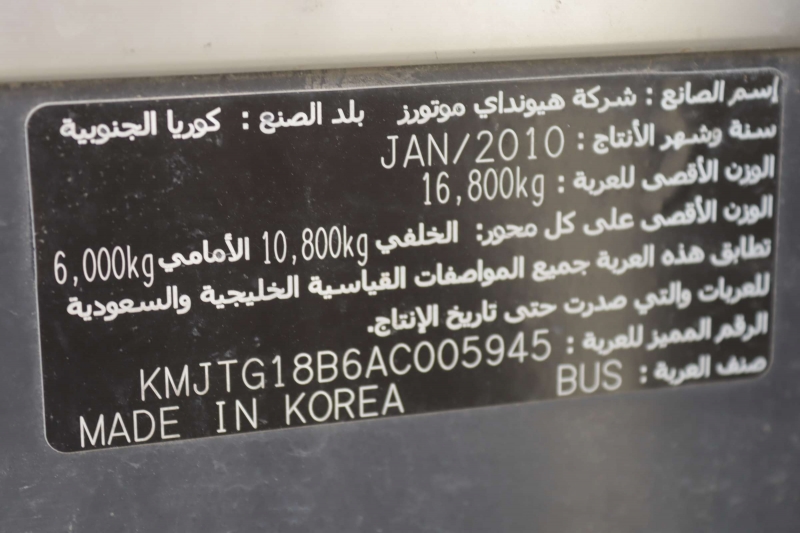 إسم الصانع : شركة هيونداي موتورز بلد الصنع : كوريا الجنوبية
سنة وشهر الأنتاج : JAN/2010
الوزن الأقصى للعربة : 16,800kg
الوزن الأقصى على كل محور: الخلفي 10,800kg الأمامي 6,000kg
تطابق هذه العربة جميع المواصفات القياسية الخليجية والسعودية
للعربات والتي صدرت حتى تاريخ الإنتاج.
الرقم المميز للعربة : KMJTG18B6AC005945
صنف العربة : BUS
MADE IN KOREA